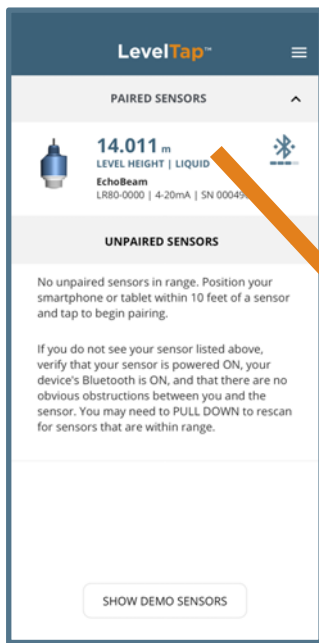 LevelTap™
PAIRED SENSORS
14.011 m
LEVEL HEIGHT | LIQUID
EchoBeam
LR80-0000 | 4-20mA | SN 00049
UNPAIRED SENSORS
No unpaired sensors in range. Position your
smartphone or tablet within 10 feet of a sensor
and tap to begin pairing.
If you do not see your sensor listed above,
verify that your sensor is powered ON, your
device's Bluetooth is ON, and that there are no
obvious obstructions between you and the
sensor. You may need to PULL DOWN to rescan
for sensors that are within range.
SHOW DEMO SENSORS